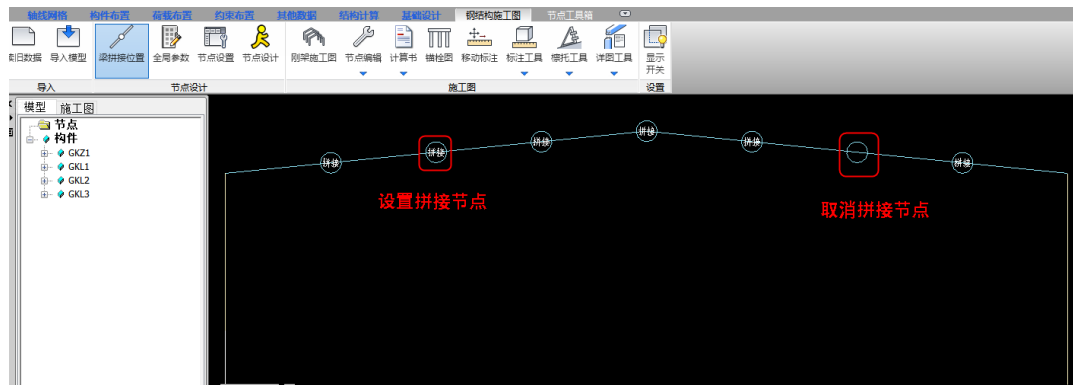 轴线网格 构件布置 荷载布置 约束布置 其他数据 结构计算 基础设计 钢结构施工图 节点工具箱
旧数据 导入模型 梁拼接位置 全局参数 节点设置 节点设计 刚架施工图 节点编辑 计算书 锚栓图 移动标注 标注工具 檩托工具 详图工具 显示
开关
导入 节点设计 施工图 设置
模型 施工图
节点
构件
GKZ1
GKL1
GKL2
GKL3
拼接
拼接 拼接
拼接 拼接
拼接 拼接
设置拼接节点
取消拼接节点